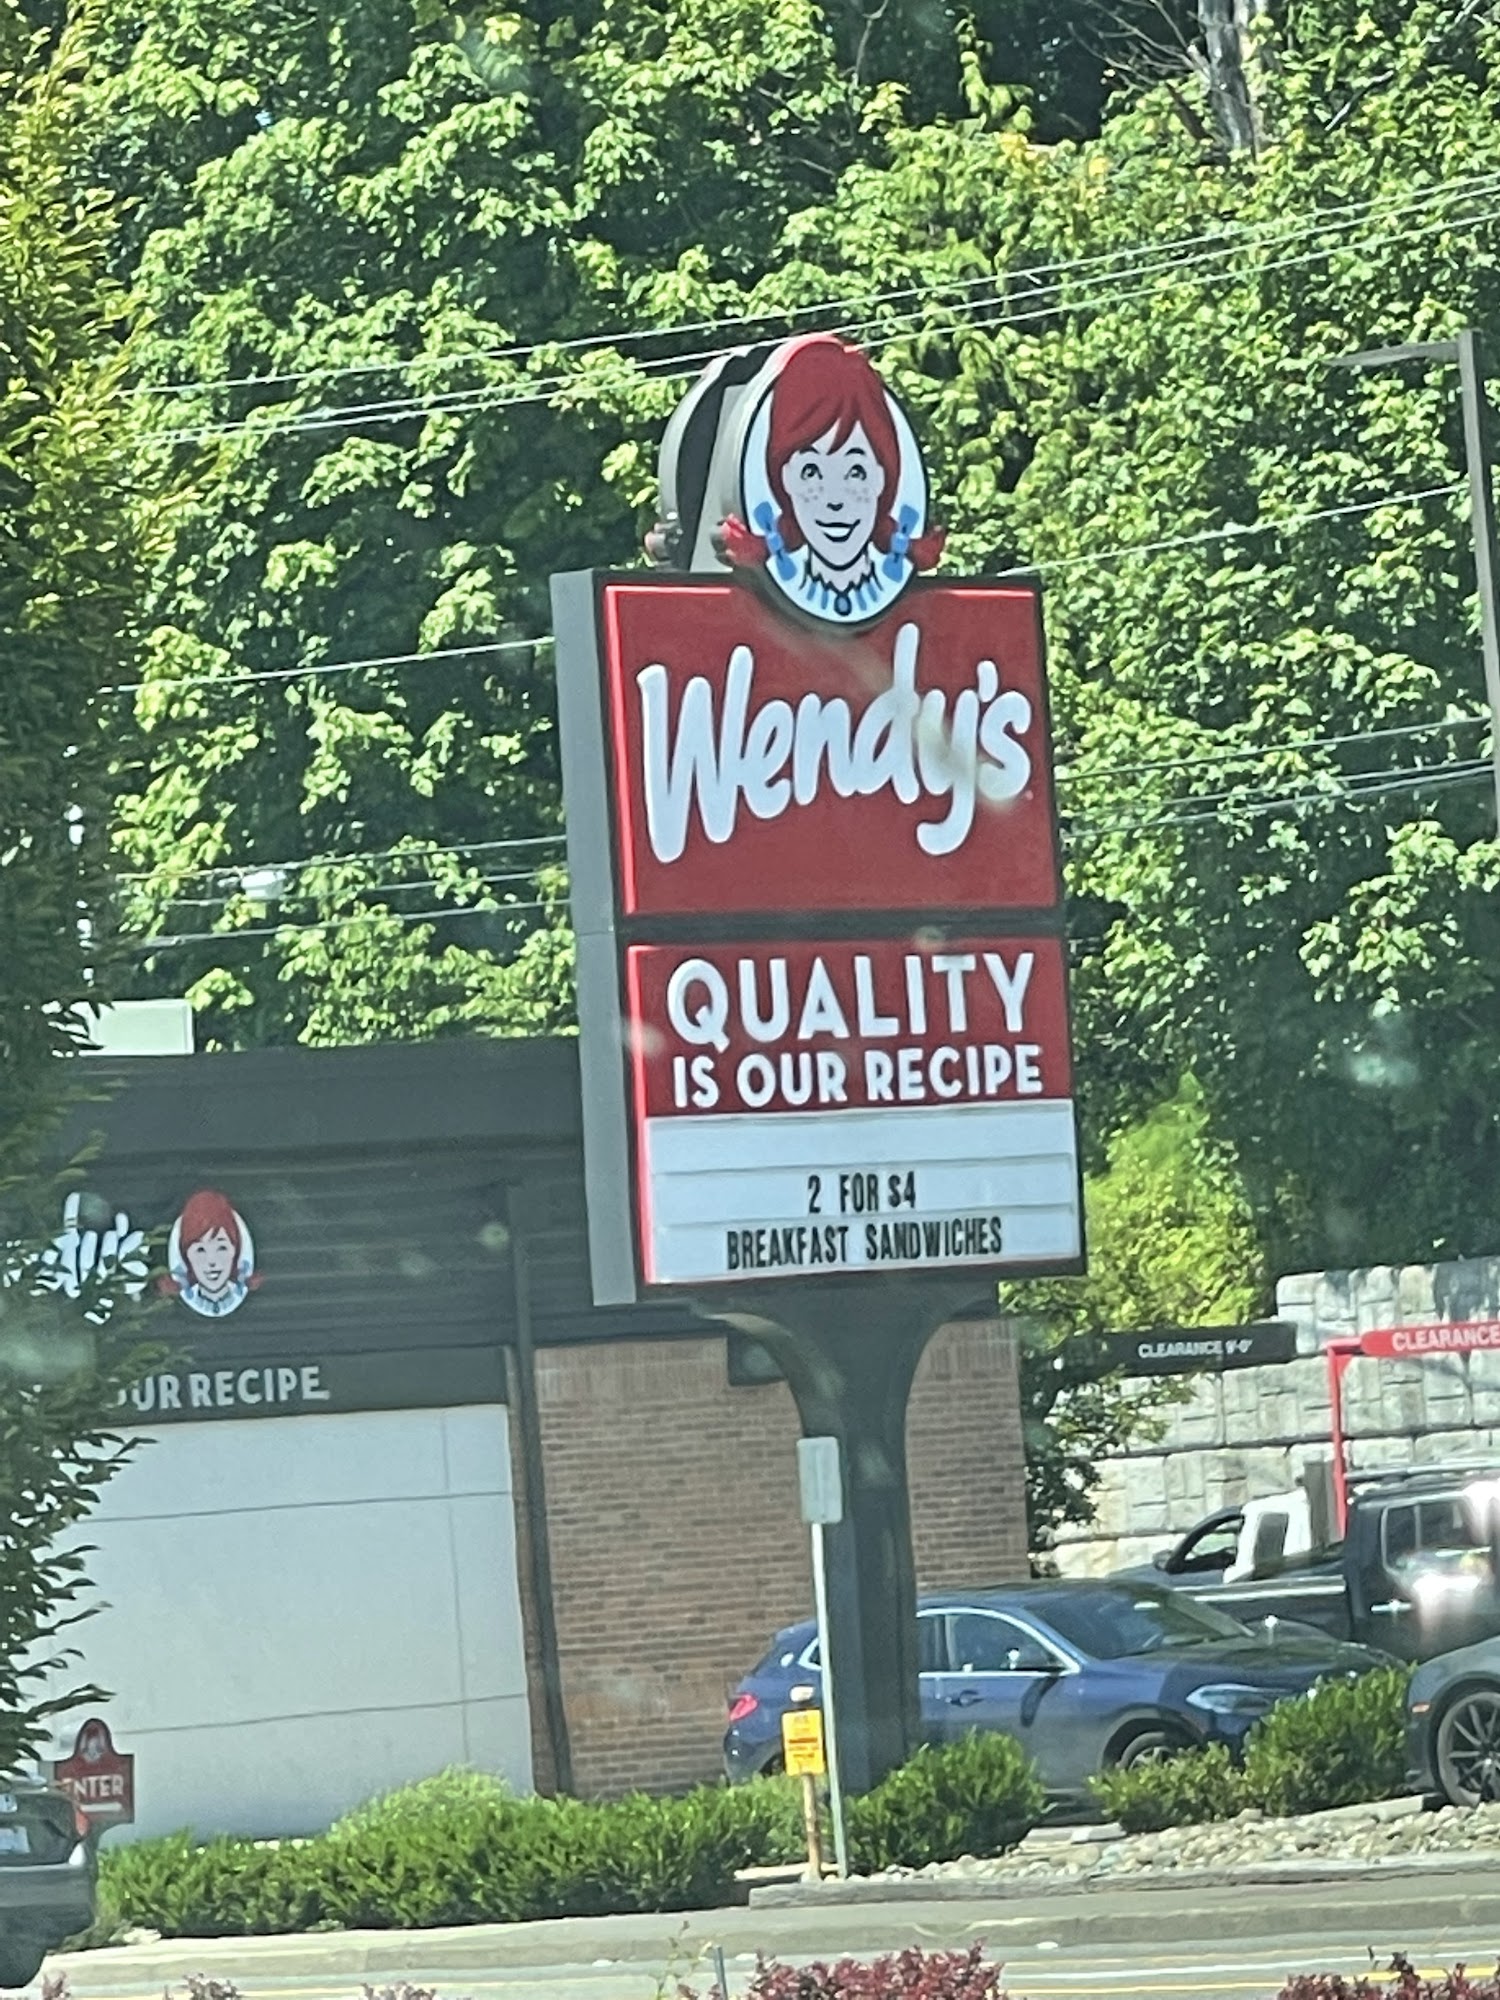 Wendy's
QUALITY
IS OUR RECIPE
2 FOR $4
BREAKFAST SANDWICHES
OUR RECIPE
CLEARANCE 9'-0"
CLEARANCE
ENTER